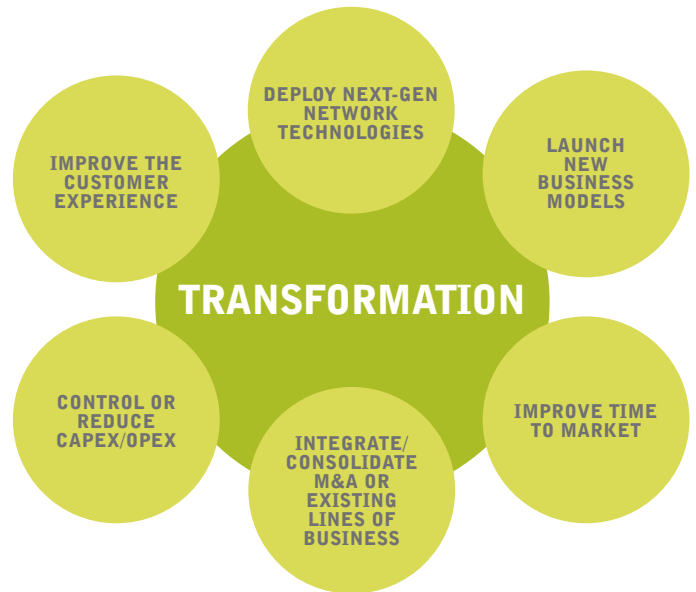 DEPLOY NEXT-GEN
NETWORK
TECHNOLOGIES
IMPROVE THE
CUSTOMER
EXPERIENCE
LAUNCH
NEW
BUSINESS
MODELS
TRANSFORMATION
CONTROL OR
REDUCE
CAPEX/OPEX
IMPROVE TIME
TO MARKET
INTEGRATE/
CONSOLIDATE
M&A OR
EXISTING
LINES OF
BUSINESS